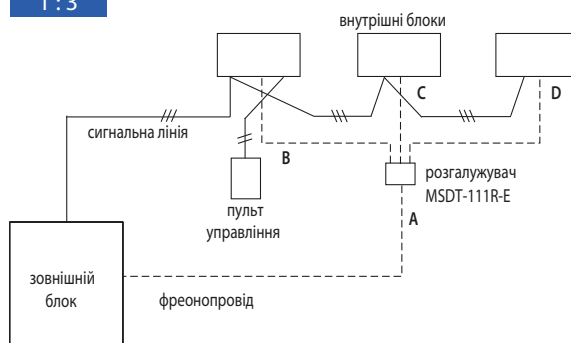 1 : 3
внутрішні блоки
C
D
сигнальна лінія
B
розгалужувач
MSDT-111R-E
пульт
управління
A
зовнішній
блок
фреонопровід